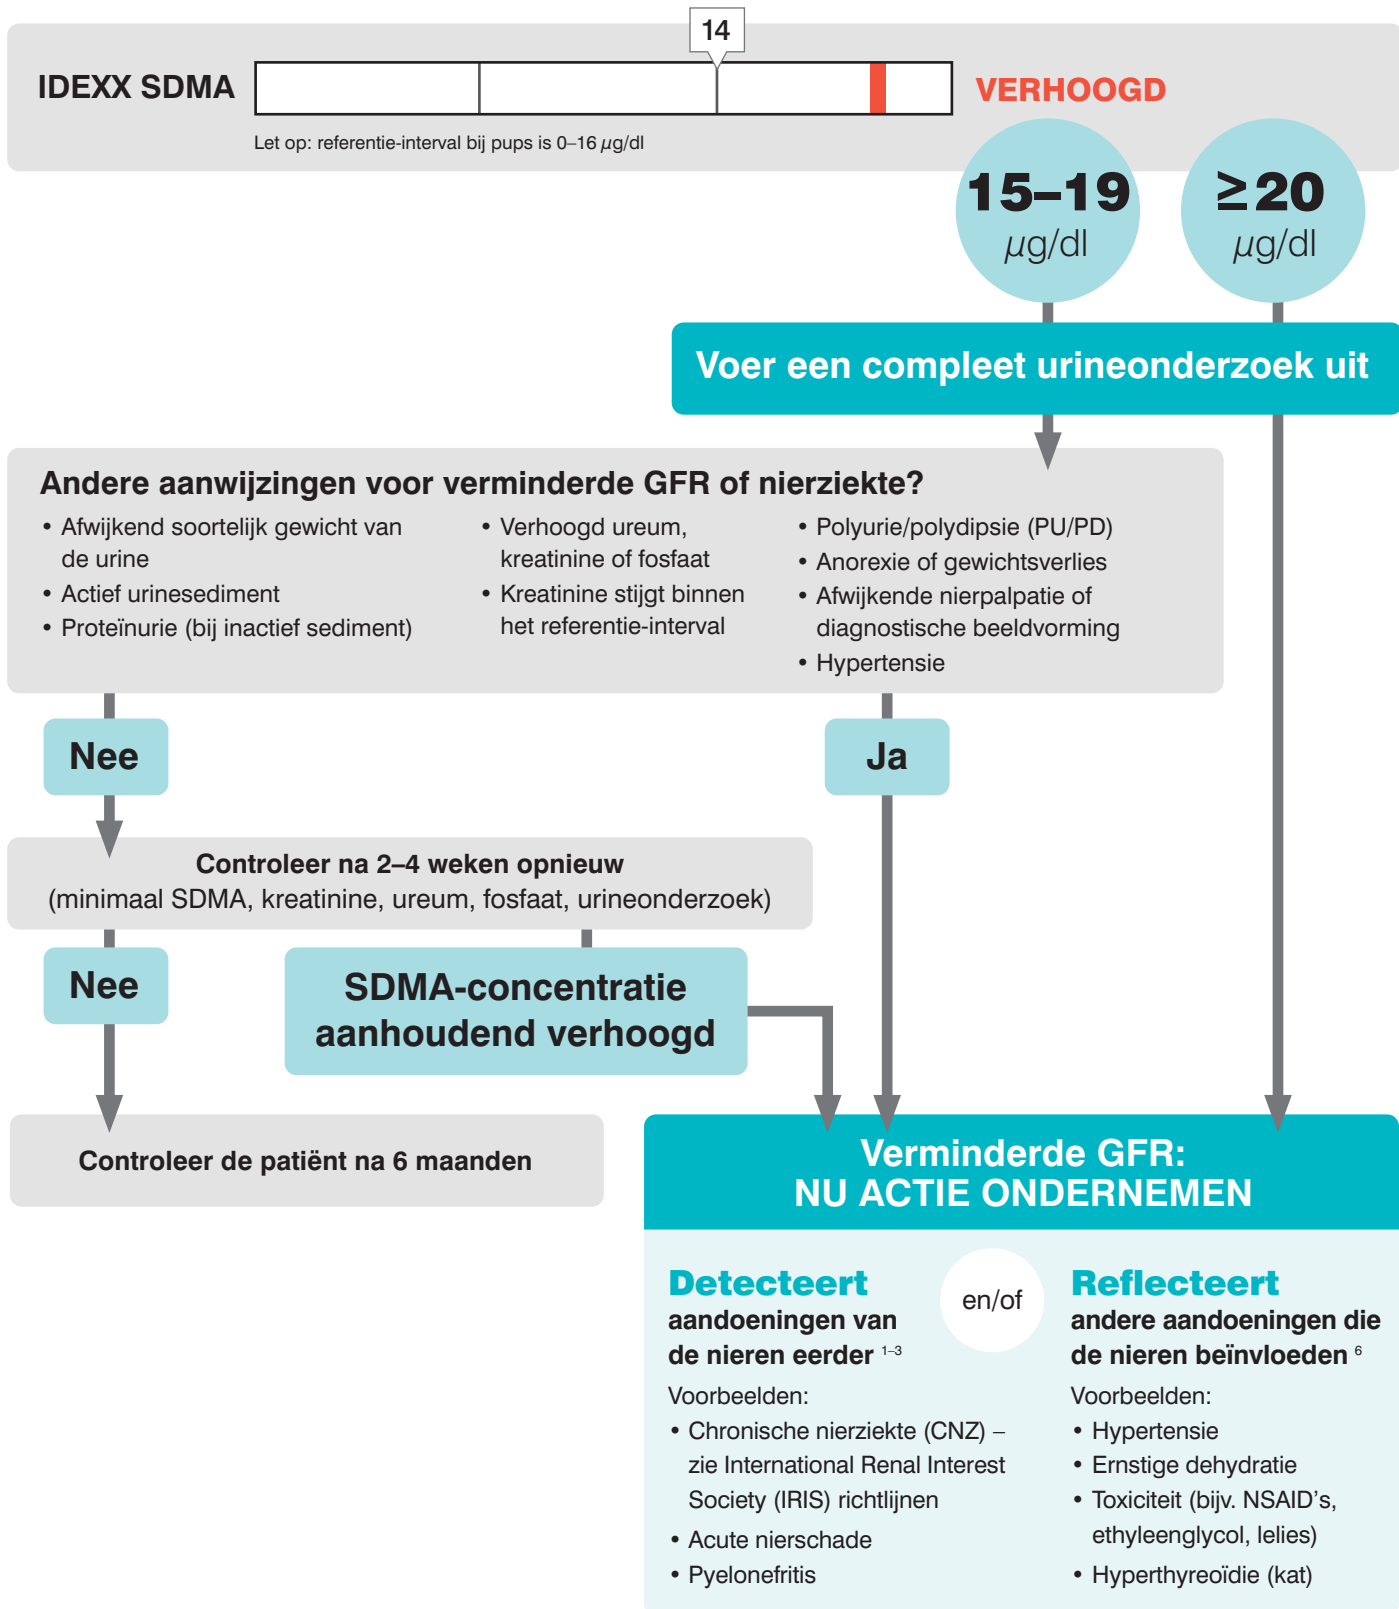 14
IDEXX SDMA
VERHOOGD
Let op: referentie-interval bij pups is 0–16 µg/dl
15–19
µg/dl
≥20
µg/dl
Voer een compleet urineonderzoek uit
Andere aanwijzingen voor verminderde GFR of nierziekte?
• Afwijkend soortelijk gewicht van
de urine
• Actief urinesediment
• Proteïnurie (bij inactief sediment)
• Verhoogd ureum,
kreatinine of fosfaat
• Kreatinine stijgt binnen
het referentie-interval
• Polyurie/polydipsie (PU/PD)
• Anorexie of gewichtsverlies
• Afwijkende nierpalpatie of
diagnostische beeldvorming
• Hypertensie
Nee
Ja
Controleer na 2–4 weken opnieuw
(minimaal SDMA, kreatinine, ureum, fosfaat, urineonderzoek)
Nee
SDMA-concentratie
aanhoudend verhoogd
Controleer de patiënt na 6 maanden
Verminderde GFR:
NU ACTIE ONDERNEMEN
Detecteert
aandoeningen van
de nieren eerder 1–3
Voorbeelden:
• Chronische nierziekte (CNZ) –
zie International Renal Interest
Society (IRIS) richtlijnen
• Acute nierschade
• Pyelonefritis
en/of
Reflecteert
andere aandoeningen die
de nieren beïnvloeden 6
Voorbeelden:
• Hypertensie
• Ernstige dehydratie
• Toxiciteit (bijv. NSAID's,
ethyleenglycol, lelies)
• Hyperthyreoïdie (kat)